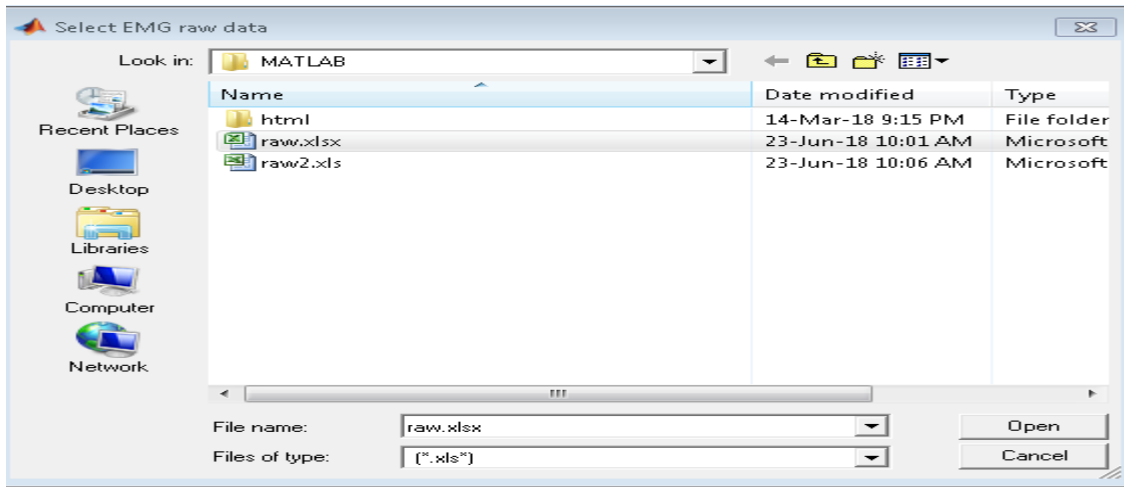 Select EMG raw data
Look in: MATLAB
Name Date modified Type
html 14-Mar-18 9:15 PM File folder
raw.xlsx 23-Jun-18 10:01 AM Microsoft
raw2.xls 23-Jun-18 10:06 AM Microsoft
Recent Places
Desktop
Libraries
Computer
Network
File name: raw.xlsx Open
Files of type: (*.xls*) Cancel